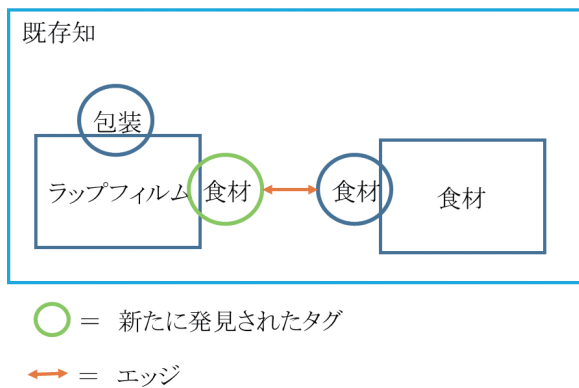 既存知
包装
ラップフィルム 食材 食材 食材
= 新たに発見されたタグ
= エッジ